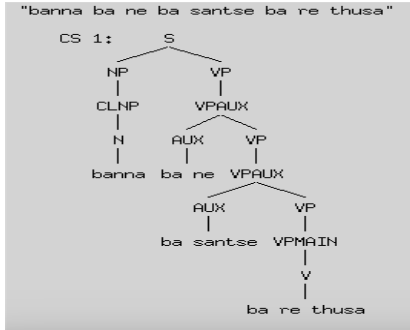 "banna ba ne ba santse ba re thusa"
CS 1: S
NP VP
CLNP VPAUX
N AUX VP
banna ba ne VPAUX
AUX VP
ba santse VPMAIN
V
ba re thusa